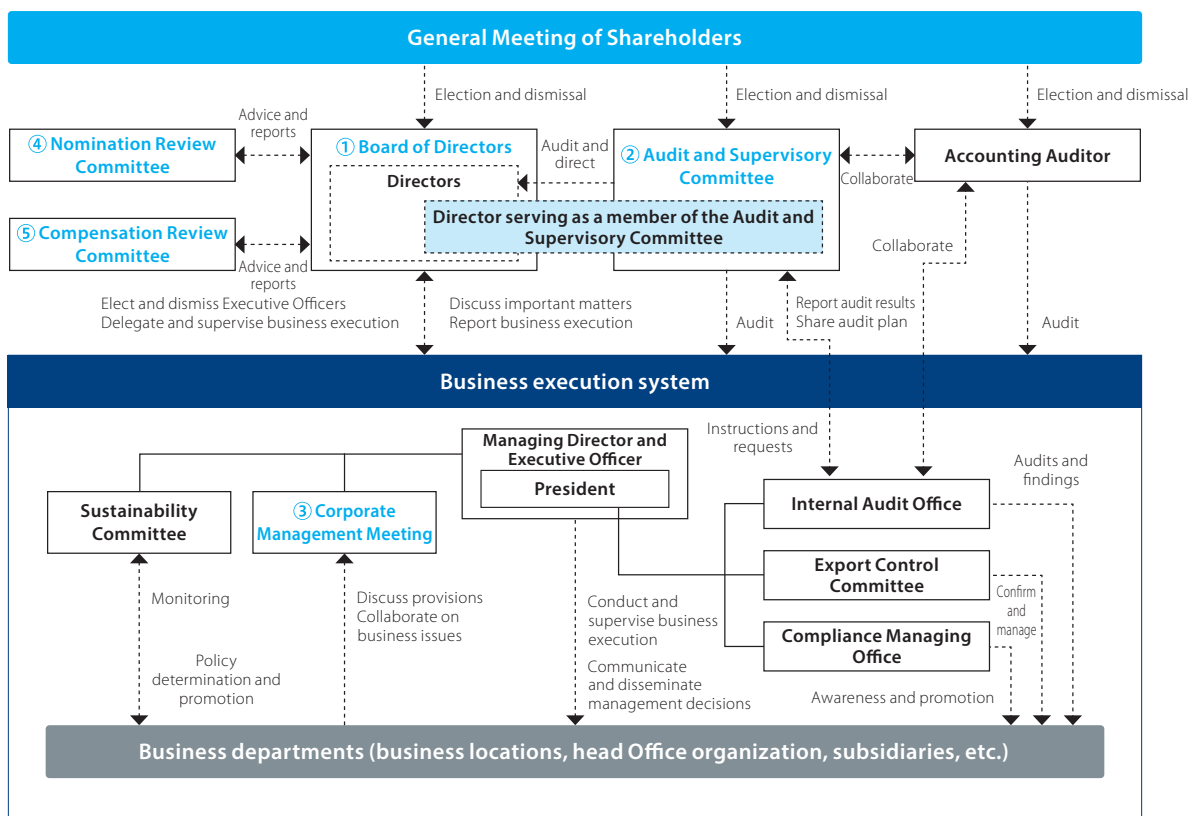 General Meeting of Shareholders
Election and dismissal
Election and dismissal
Election and dismissal
Advice and
reports
④ Nomination Review
Committee
① Board of Directors
Directors
Audit and
direct
② Audit and Supervisory
Committee
Collaborate
Accounting Auditor
Director serving as a member of the Audit and
Supervisory Committee
⑤ Compensation Review
Committee
Advice and
reports
Collaborate
Elect and dismiss Executive Officers
Delegate and supervise business execution
Discuss important matters
Report business execution
Audit
Report audit results
Share audit plan
Audit
Business execution system
Instructions and
requests
Managing Director and
Executive Officer
President
Audits and
findings
Sustainability
Committee
③ Corporate
Management Meeting
Internal Audit Office
Export Control
Committee
Confirm
and
manage
Compliance Managing
Office
Monitoring
Policy
determination and
promotion
Discuss provisions
Collaborate on
business issues
Conduct and
supervise business
execution
Communicate
and disseminate
management decisions
Awareness and promotion
Business departments (business locations, head Office organization, subsidiaries, etc.)